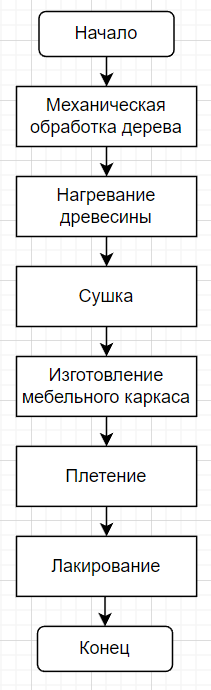 Начало
Механическая
обработка дерева
Нагревание
древесины
Сушка
Изготовление
мебельного каркаса
Плетение
Лакирование
Конец